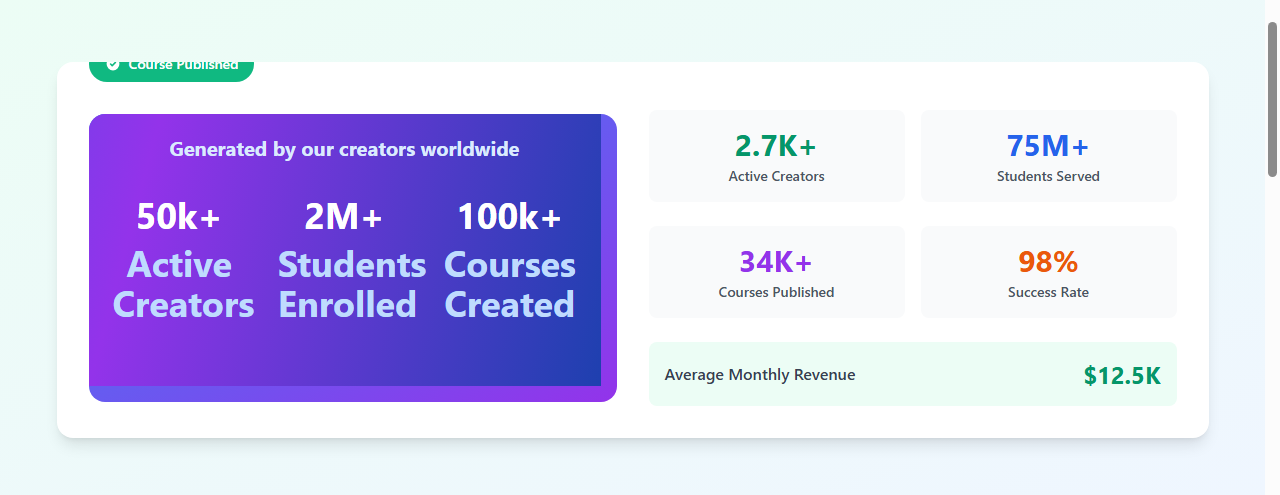 Course Published
Generated by our creators worldwide
50k+
Active
Creators
2M+
Students
Enrolled
100k+
Courses
Created
2.7K+
Active Creators
75M+
Students Served
34K+
Courses Published
98%
Success Rate
Average Monthly Revenue
$12.5K